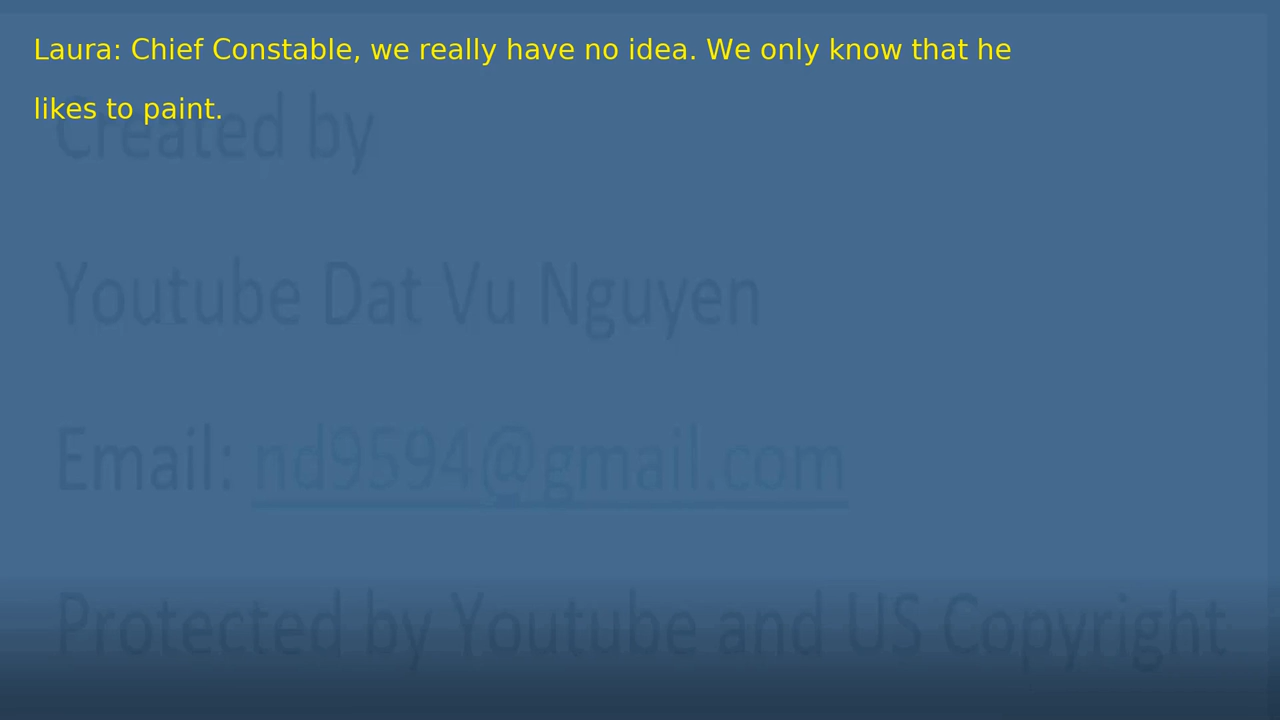 Laura: Chief Constable, we really have no idea. We only know that he
likes to paint.
Created by
Youtube Dat Vu Nguyen
Email: nd9594@gmail.com
Protected by Youtube and US Copyright